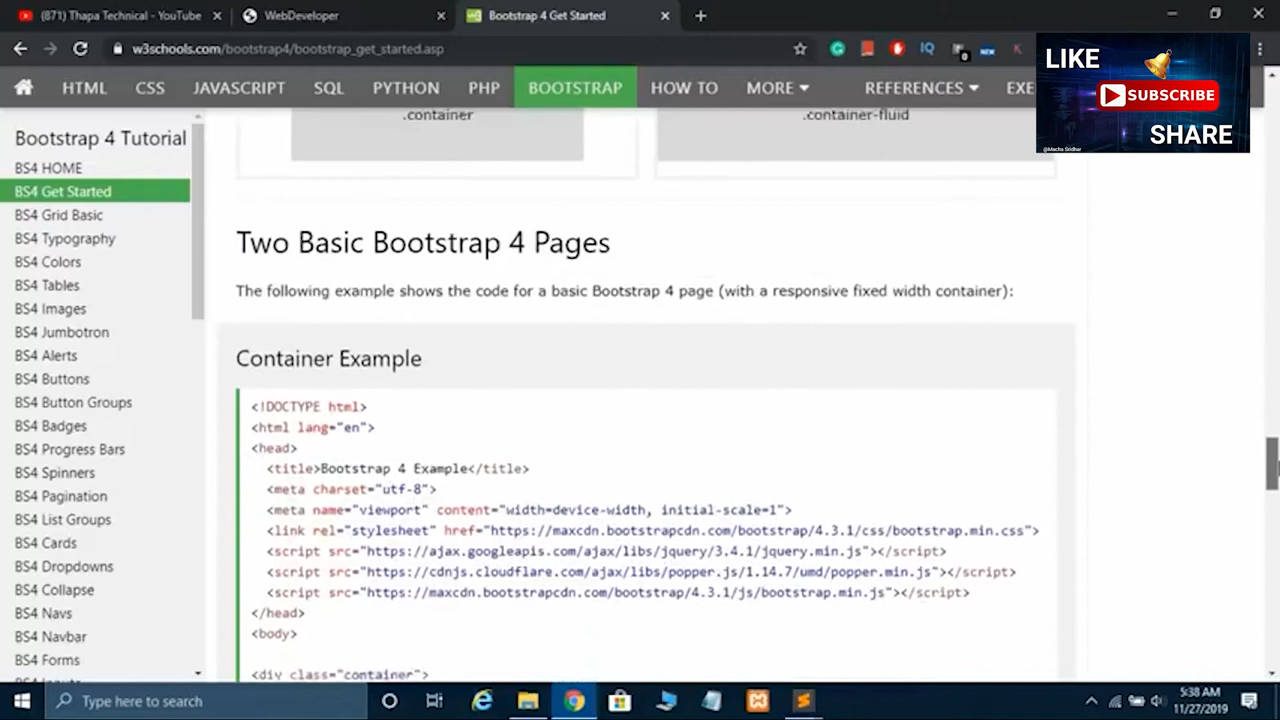 (871) Thapa Technical - YouTube
WebDeveloper
Bootstrap 4 Get Started
w3schools.com/bootstrap4/bootstrap_get_started.asp
IQ
NEW
0
K
LIKE
SUBSCRIBE
SHARE
@Macha Sridhar
HTML
CSS
JAVASCRIPT
SQL
PYTHON
PHP
BOOTSTRAP
HOW TO
MORE
REFERENCES
EXE
Bootstrap 4 Tutorial
BS4 HOME
BS4 Get Started
BS4 Grid Basic
BS4 Typography
BS4 Colors
BS4 Tables
BS4 Images
BS4 Jumbotron
BS4 Alerts
BS4 Buttons
BS4 Button Groups
BS4 Badges
BS4 Progress Bars
BS4 Spinners
BS4 Pagination
BS4 List Groups
BS4 Cards
BS4 Dropdowns
BS4 Collapse
BS4 Navs
BS4 Navbar
BS4 Forms
.container
.container-fluid
Two Basic Bootstrap 4 Pages
The following example shows the code for a basic Bootstrap 4 page (with a responsive fixed width container):
Container Example
<!DOCTYPE html>
<html lang="en">
<head>
<title>Bootstrap 4 Example</title>
<meta charset="utf-8">
<meta name="viewport" content="width=device-width, initial-scale=1">
<link rel="stylesheet" href="https://maxcdn.bootstrapcdn.com/bootstrap/4.3.1/css/bootstrap.min.css">
<script src="https://ajax.googleapis.com/ajax/libs/jquery/3.4.1/jquery.min.js"></script>
<script src="https://cdnjs.cloudflare.com/ajax/libs/popper.js/1.14.7/umd/popper.min.js"></script>
<script src="https://maxcdn.bootstrapcdn.com/bootstrap/4.3.1/js/bootstrap.min.js"></script>
</head>
<body>
<div class="container">
Type here to search
5:38 AM
11/27/2019